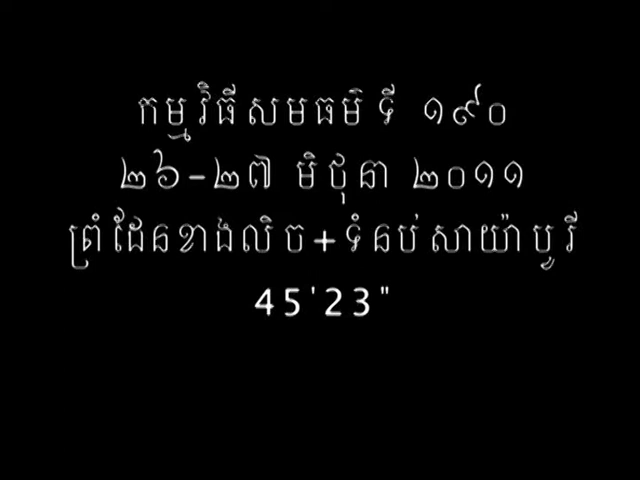 កម្មវិធីសមធម៌ ទី ១៩០
២៦-២៧ មិថុនា ២០១១
ព្រំដែនខាងលិច+ទំនប់សាយ៉ាបូរី
45'23"